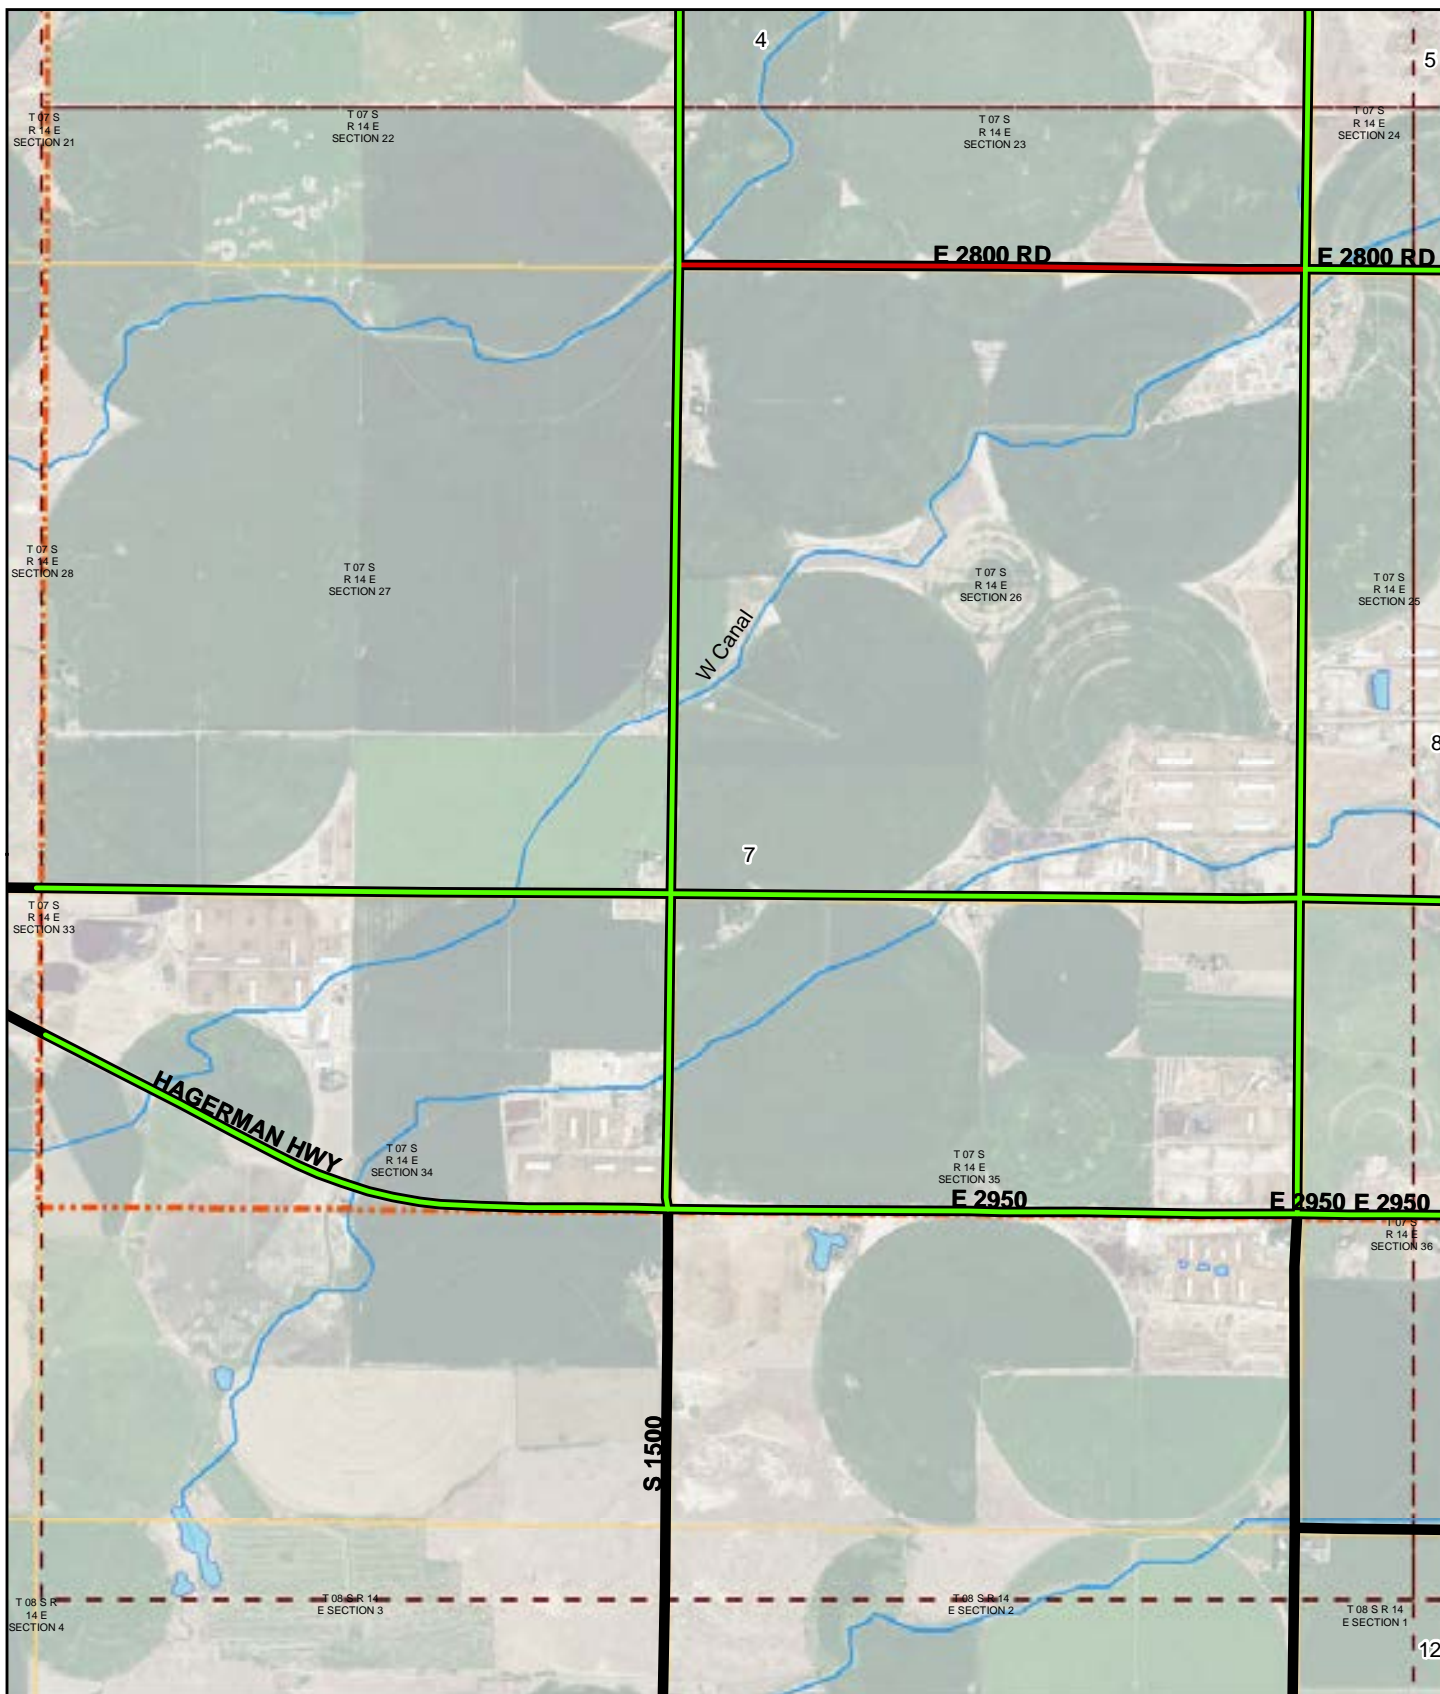 4
5
T 07 S
R 14 E
SECTION 21
T 07 S
R 14 E
SECTION 22
T 07 S
R 14 E
SECTION 23
T 07 S
R 14 E
SECTION 24
E 2800 RD
E 2800 RD
T 07 S
R 14 E
SECTION 28
T 07 S
R 14 E
SECTION 27
T 07 S
R 14 E
SECTION 26
T 07 S
R 14 E
SECTION 25
W Canal
8
7
T 07 S
R 14 E
SECTION 33
HAGERMAN HWY
T 07 S
R 14 E
SECTION 34
T 07 S
R 14 E
SECTION 35
E 2950
E 2950
E 2950
T 07 S
R 14 E
SECTION 36
S 1500
T 08 S R
14 E
SECTION 4
T 08 S R 14
E SECTION 3
T 08 S R 14
E SECTION 2
T 08 S R 14
E SECTION 1
12